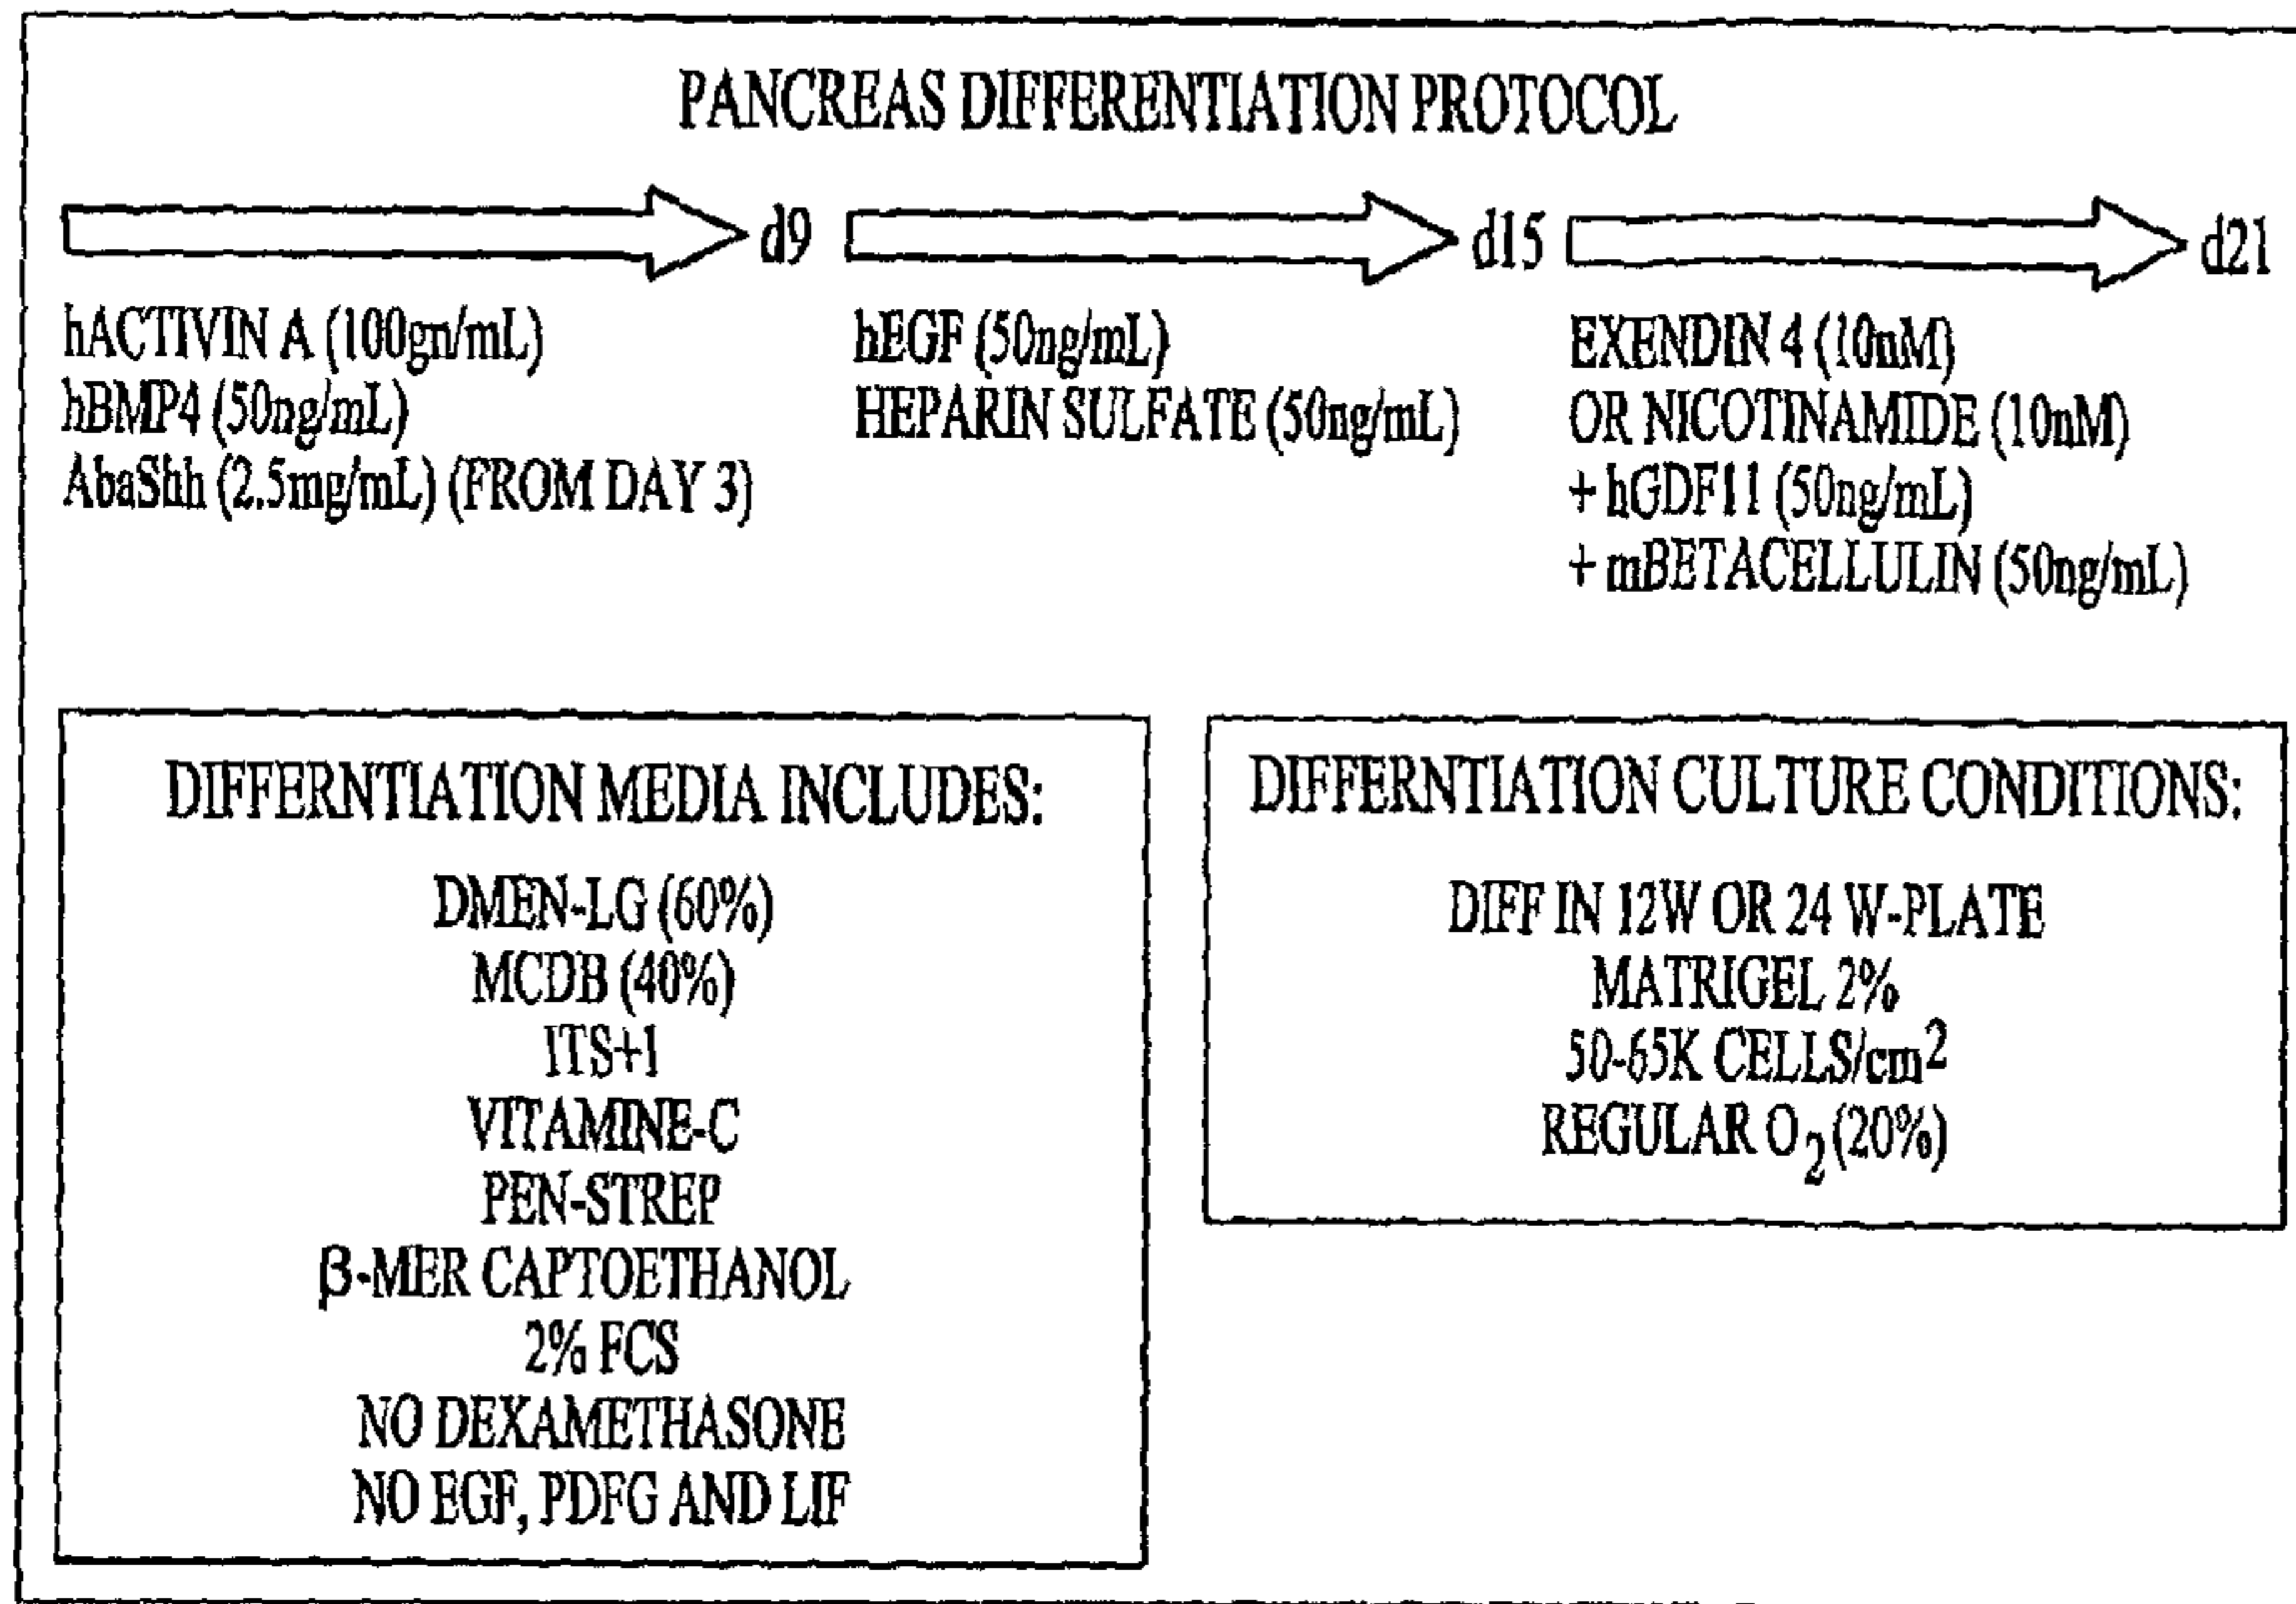 PANCREAS DIFFERENTIATION PROTOCOL
d9
d15
d21
hACTIVIN A (100gn/mL)
hBMP4 (50ng/mL)
AbaShh (2.5mg/mL) (FROM DAY 3)
hEGF (50ng/mL)
HEPARIN SULFATE (50ng/mL)
EXENDIN 4 (10nM)
OR NICOTINAMIDE (10nM)
+ hGDF11 (50ng/mL)
+ mBETACELLULIN (50ng/mL)
DIFFERNTIATION MEDIA INCLUDES:
DMEN-LG (60%)
MCDB (40%)
ITS+1
VITAMINE-C
PEN-STREP
β-MER CAPTOETHANOL
2% FCS
NO DEXAMETHASONE
NO EGF, PDFG AND LIF
DIFFERNTIATION CULTURE CONDITIONS:
DIFF IN 12W OR 24 W-PLATE
MATRIGEL 2%
50-65K CELLS/cm²
REGULAR O₂ (20%)